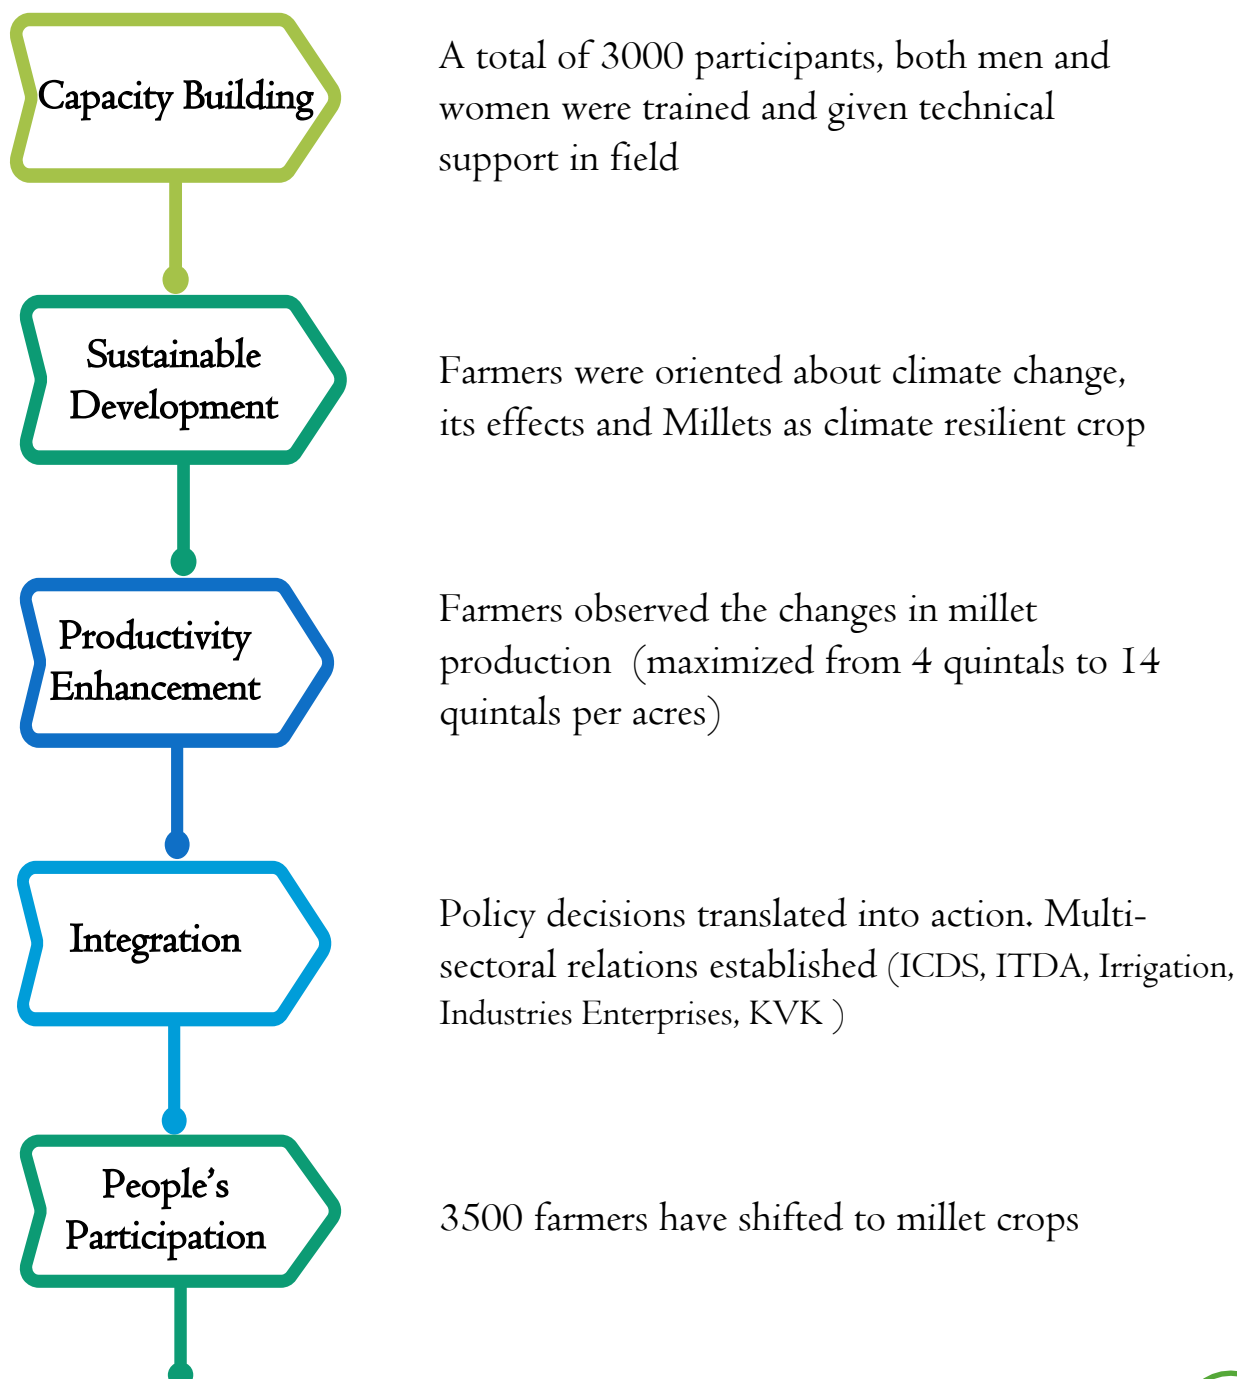 Capacity Building
A total of 3000 participants, both men and
women were trained and given technical
support in field
Sustainable
Development
Farmers were oriented about climate change,
its effects and Millets as climate resilient crop
Productivity
Enhancement
Farmers observed the changes in millet
production (maximized from 4 quintals to 14
quintals per acres)
Integration
Policy decisions translated into action. Multi-
sectoral relations established (ICDS, ITDA, Irrigation,
Industries Enterprises, KVK )
People's
Participation
3500 farmers have shifted to millet crops